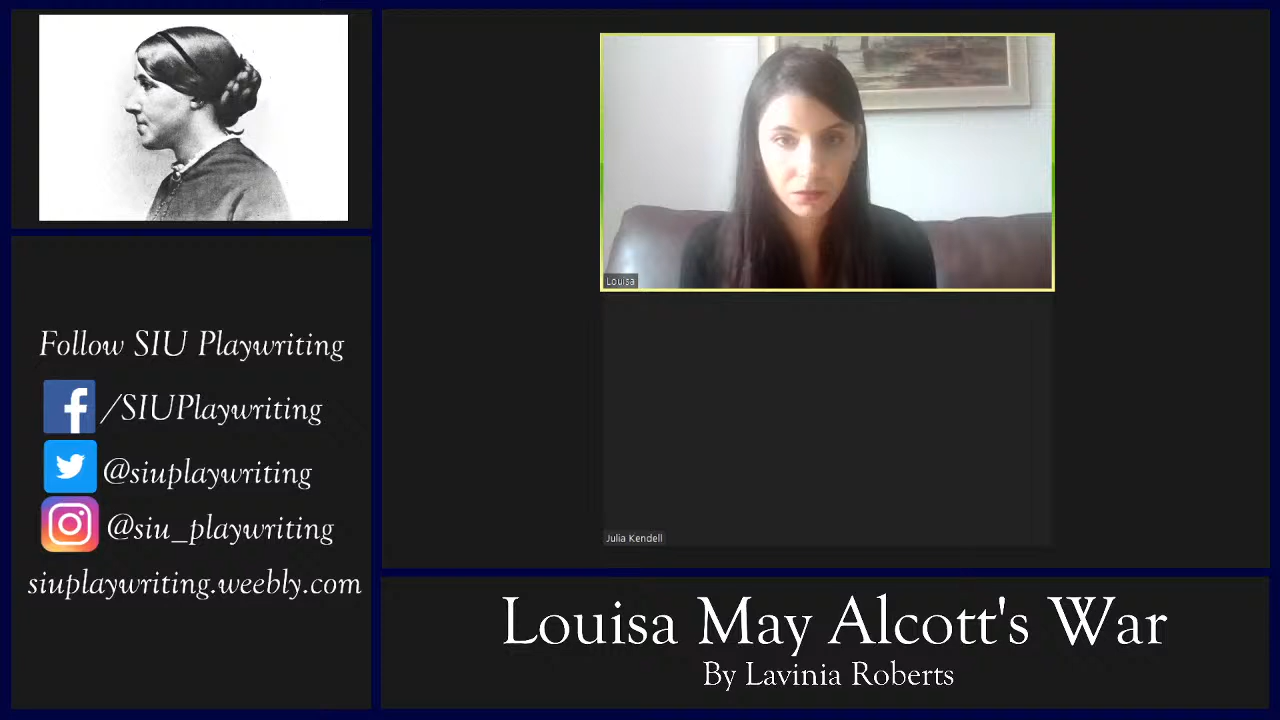 Follow SIU Playwriting
/SIUPlaywriting
@siuplaywriting
@siu_playwriting
siuplaywriting.weebly.com
Louisa
Julia Kendell
Louisa May Alcott's War
By Lavinia Roberts